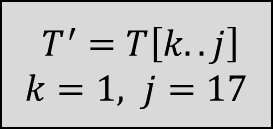 T′ = T[k..j]
k = 1, j = 17